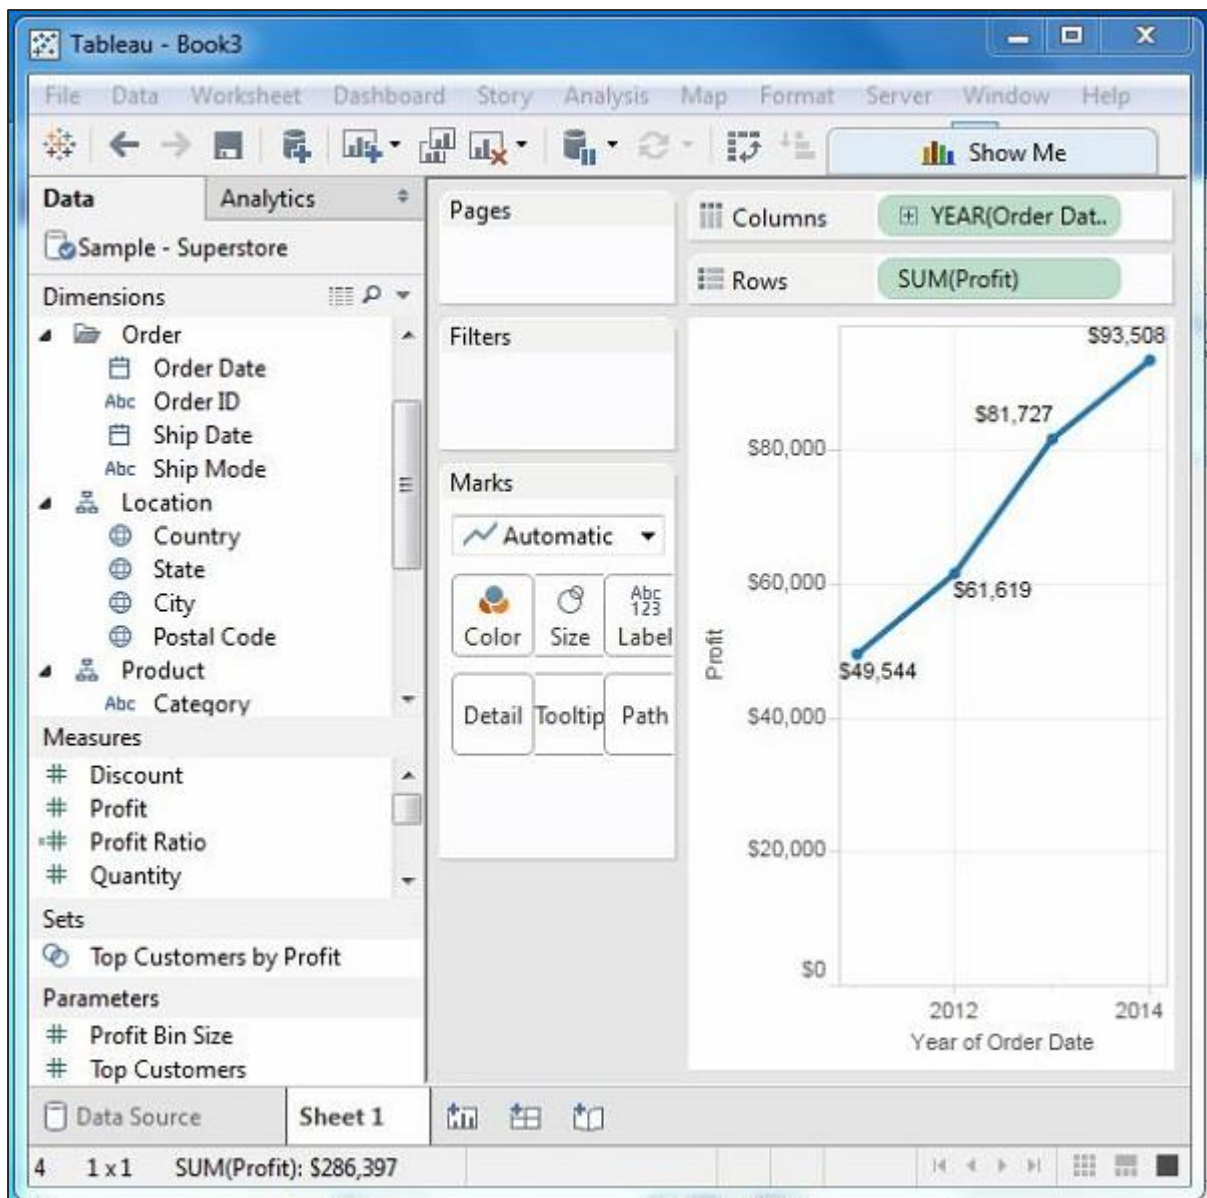 Tableau - Book3
File Data Worksheet Dashboard Story Analysis Map Format Server Window Help
Show Me
Data Analytics
Sample - Superstore
Dimensions
Order
Order Date
Abc Order ID
Ship Date
Abc Ship Mode
Location
Country
State
City
Postal Code
Product
Abc Category
Measures
Discount
Profit
Profit Ratio
Quantity
Sets
Top Customers by Profit
Parameters
Profit Bin Size
Top Customers
Pages
Filters
Marks
Automatic
Abc
123
Color Size Label
Detail Tooltip Path
Columns YEAR(Order Dat..
Rows SUM(Profit)
$93,508
$81,727
$80,000
$60,000
$61,619
$49,544
Profit
$40,000
$20,000
$0
2012 2014
Year of Order Date
Data Source Sheet 1
4 1 x 1 SUM(Profit): $286,397